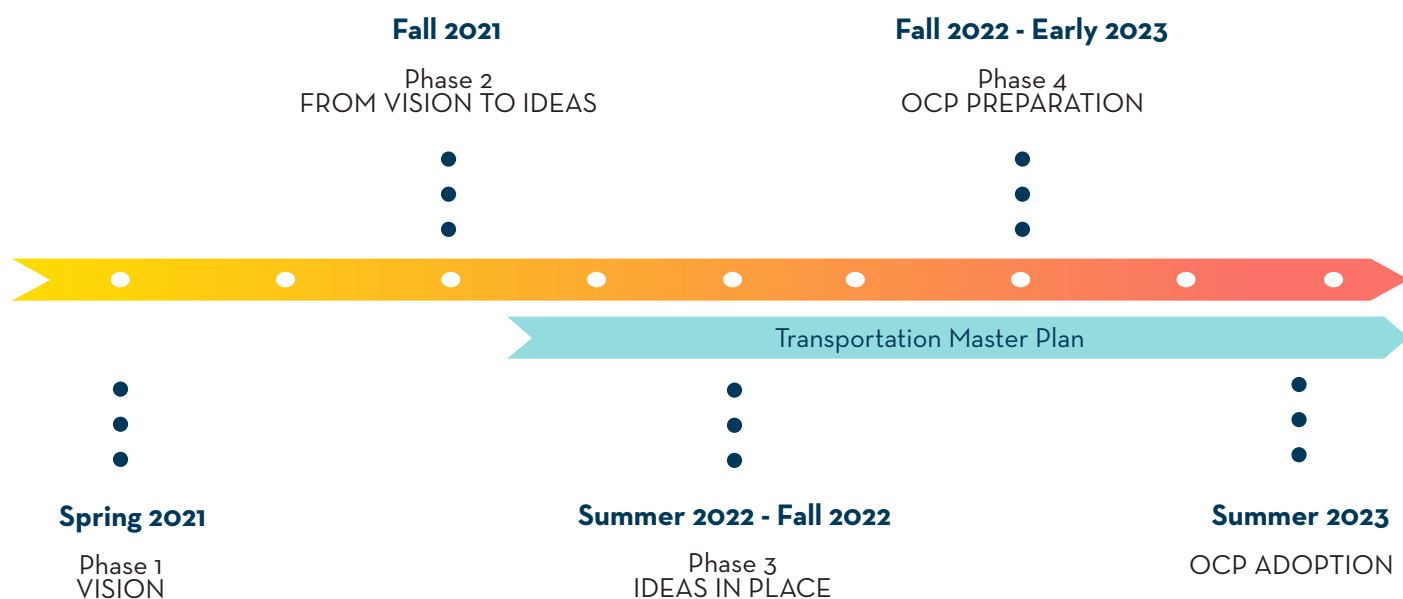 Fall 2021
Phase 2
FROM VISION TO IDEAS
Fall 2022 - Early 2023
Phase 4
OCP PREPARATION
Transportation Master Plan
Spring 2021
Phase 1
VISION
Summer 2022 - Fall 2022
Phase 3
IDEAS IN PLACE
Summer 2023
OCP ADOPTION